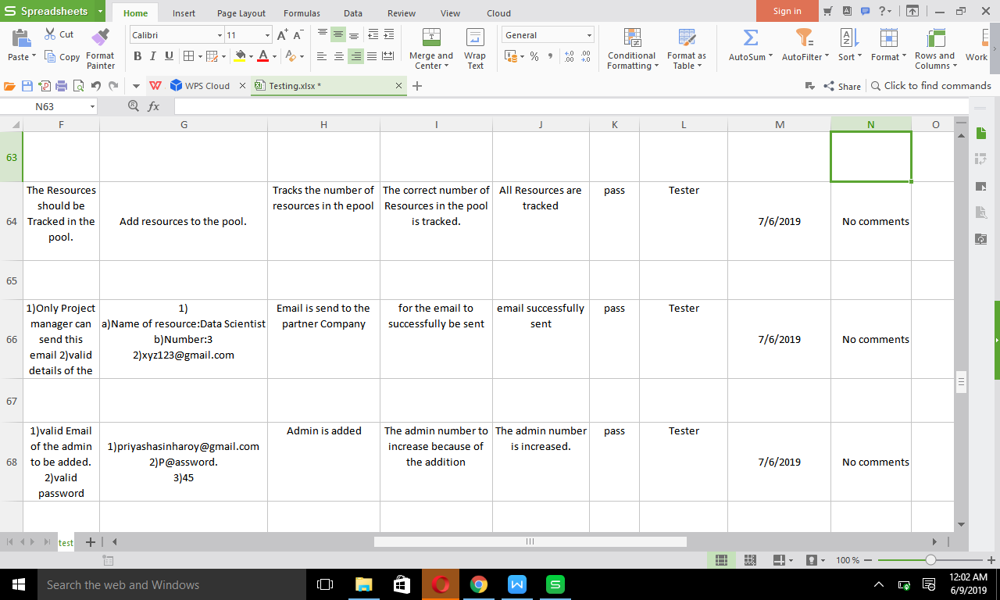 Spreadsheets
Home
Insert
Page Layout
Formulas
Data
Review
View
Cloud
Sign in
Paste
Cut
Copy
Format
Painter
Calibri
11
B I U
Merge and
Center
Wrap
Text
General
Conditional
Formatting
Format as
Table
AutoSum
AutoFilter
Sort
Format
Rows and
Columns
Work
WPS Cloud
Testing.xlsx *
Share
Click to find commands
N63
fx
F G H I J K L M N O
63
64
The Resources
should be
Tracked in the
pool.
Add resources to the pool.
Tracks the number of
resources in th epool
The correct number of
Resources in the pool
is tracked.
All Resources are
tracked
pass
Tester
7/6/2019
No comments
65
66
1)Only Project
manager can
send this
email 2)valid
details of the
1)
a)Name of resource:Data Scientist
b)Number:3
2)xyz123@gmail.com
Email is send to the
partner Company
for the email to
successfully be sent
email successfully
sent
pass
Tester
7/6/2019
No comments
67
68
1)valid Email
of the admin
to be added.
2)valid
password
1)priyashasinharoy@gmail.com
2)P@assword.
3)45
Admin is added
The admin number to
increase because of
the addition
The admin number
is increased.
pass
Tester
7/6/2019
No comments
test
100 %
Search the web and Windows
12:02 AM
6/9/2019